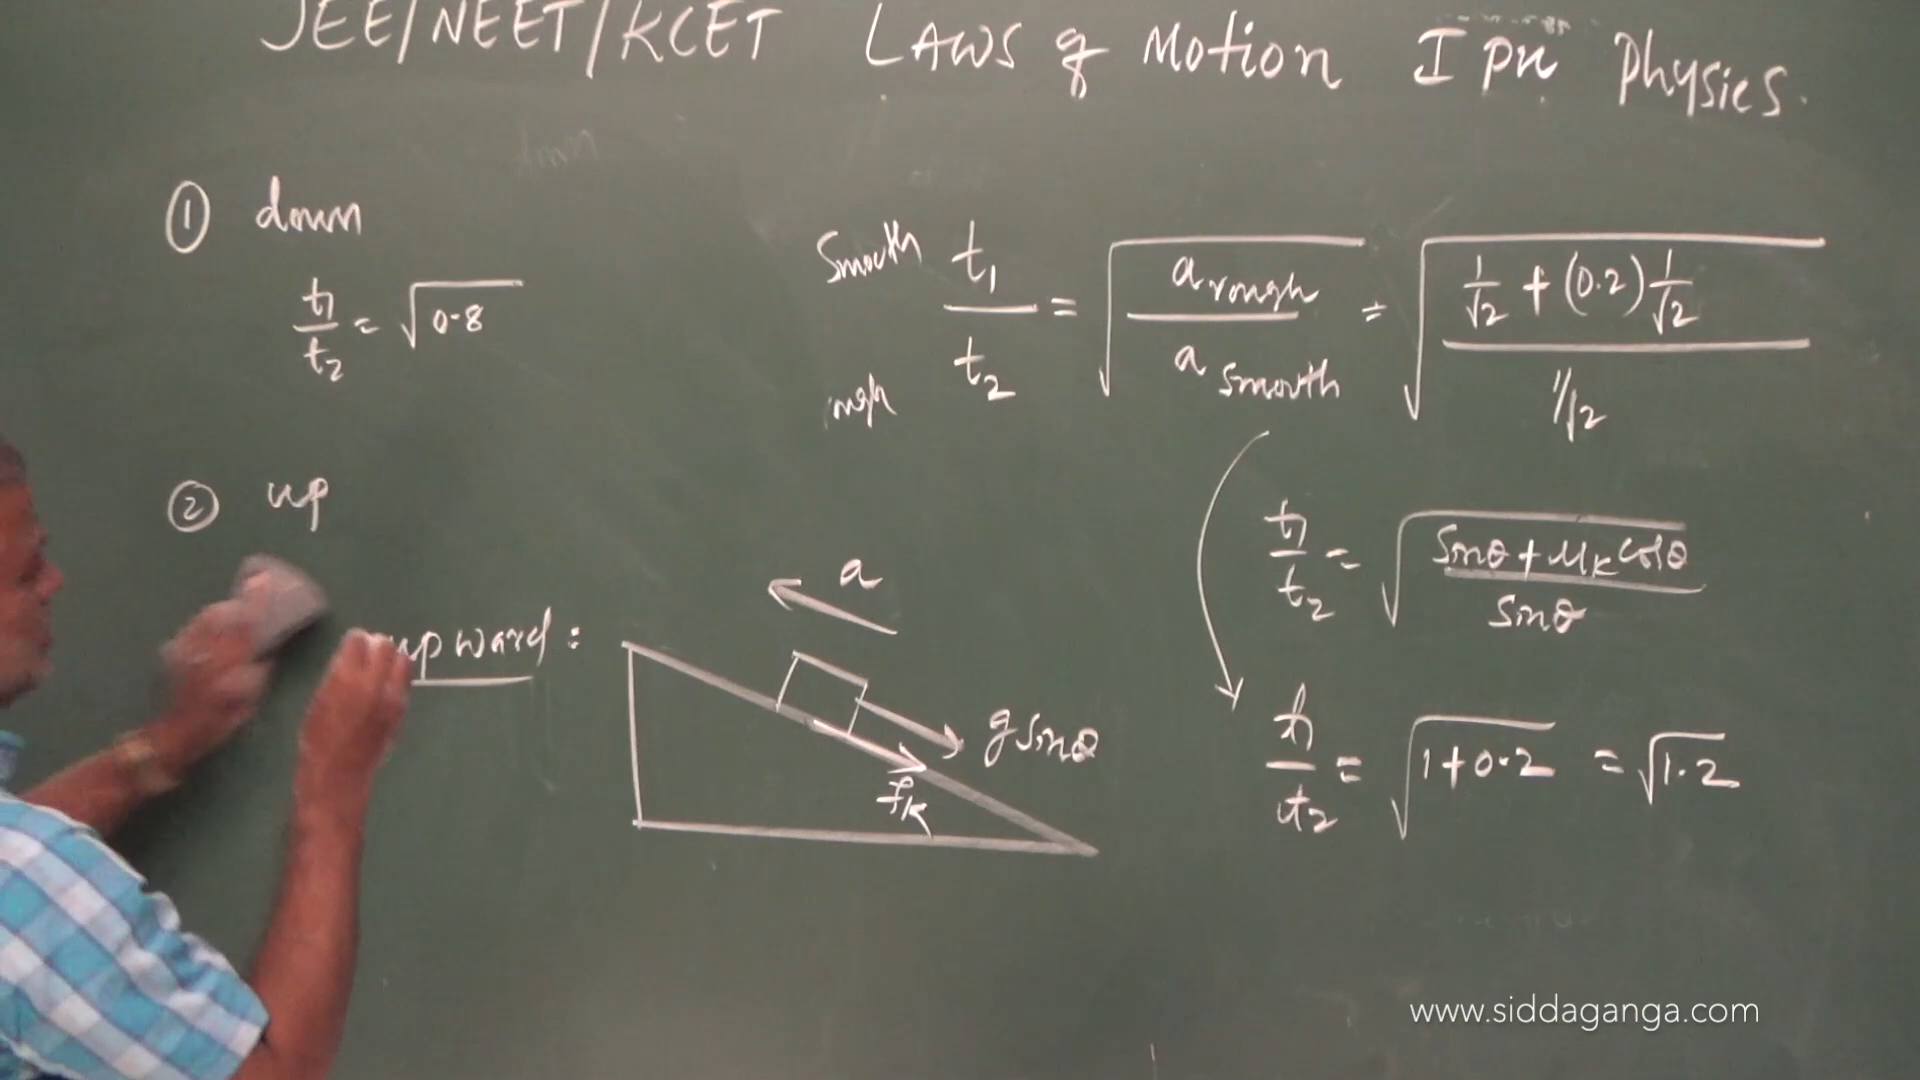 JEE/NEET/KCET LAWS of Motion I PU Physics.
① down
t1/t2 = √0.8
Smooth t1/t2 = √(a rough / a smooth) = √((1/√2 + (0.2) 1/√2) / (1/√2))
rough
② up
t1/t2 = √((Sinθ + μK cosθ) / Sinθ)
a
upward :
g sinθ
fK
t1/t2 = √(1+0.2) = √1.2
www.siddaganga.com